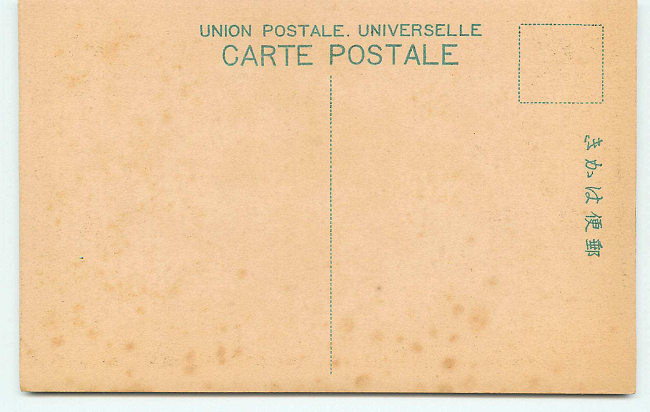 UNION POSTALE. UNIVERSELLE
CARTE POSTALE
郵便はかき